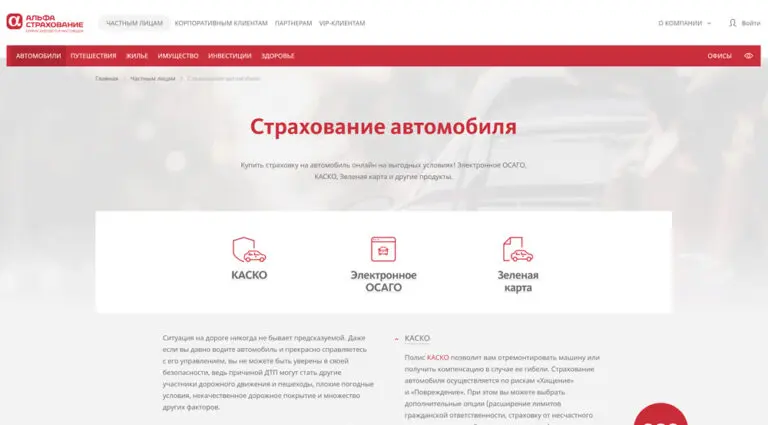 АЛЬФА
СТРАХОВАНИЕ
ЧАСТНЫМ ЛИЦАМ КОРПОРАТИВНЫМ КЛИЕНТАМ ПАРТНЕРАМ VIP-КЛИЕНТАМ О КОМПАНИИ Войти
АВТОМОБИЛИ ПУТЕШЕСТВИЯ ЖИЛЬЕ ИМУЩЕСТВО ИНВЕСТИЦИИ ЗДОРОВЬЕ ОФИСЫ
Главная / Частным лицам / Страхование автомобиля
Страхование автомобиля
Купить страховку на автомобиль онлайн на выгодных условиях! Электронное ОСАГО,
КАСКО, Зеленая карта и другие продукты.
КАСКО
Электронное
ОСАГО
Зеленая
карта
Ситуация на дороге никогда не бывает предсказуемой. Даже
если вы давно водите автомобиль и прекрасно справляетесь
с его управлением, вы не можете быть уверены в своей
безопасности, ведь причиной ДТП могут стать другие
участники дорожного движения и пешеходы, плохие погодные
условия, некачественное дорожное покрытие и множество
других факторов.
КАСКО
Полис КАСКО позволит вам отремонтировать машину или
получить компенсацию в случае ее гибели. Страхование
автомобиля осуществляется по рискам «Хищение»
и «Повреждение». При этом вы можете выбрать
дополнительные опции (расширение лимитов
гражданской ответственности, страховку от несчастного